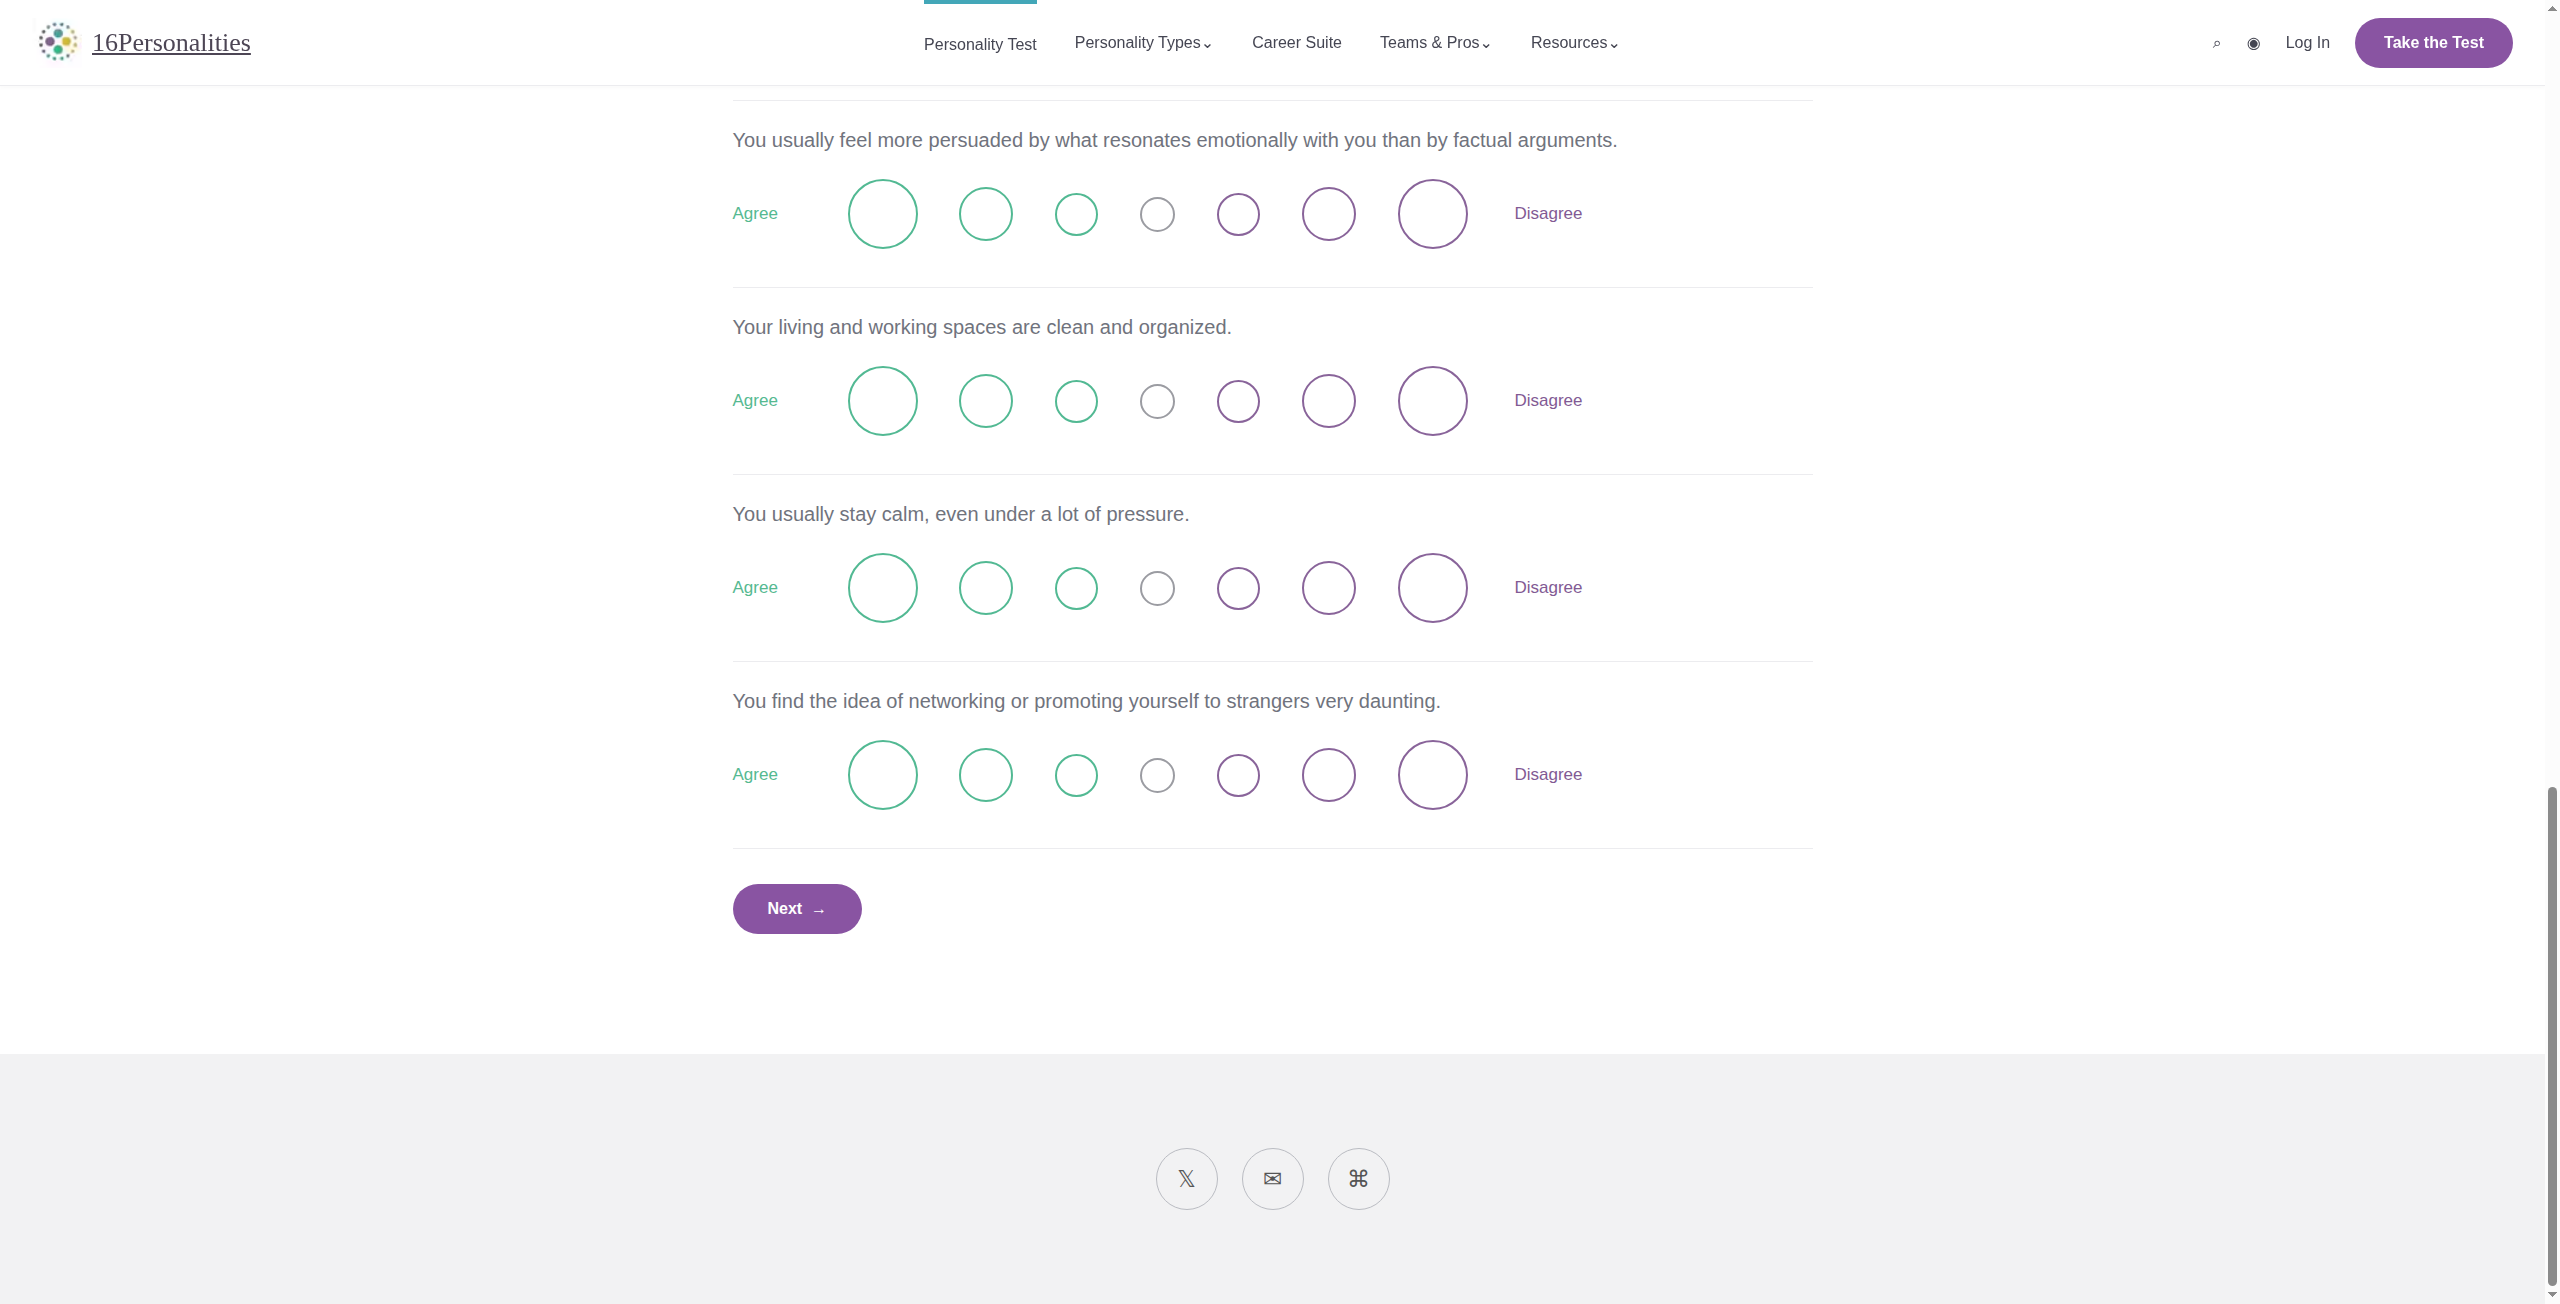 16Personalities
Personality Test Personality Types Career Suite Teams & Pros Resources
Log In
Take the Test
You usually feel more persuaded by what resonates emotionally with you than by factual arguments.
Agree Disagree
Your living and working spaces are clean and organized.
Agree Disagree
You usually stay calm, even under a lot of pressure.
Agree Disagree
You find the idea of networking or promoting yourself to strangers very daunting.
Agree Disagree
Next →